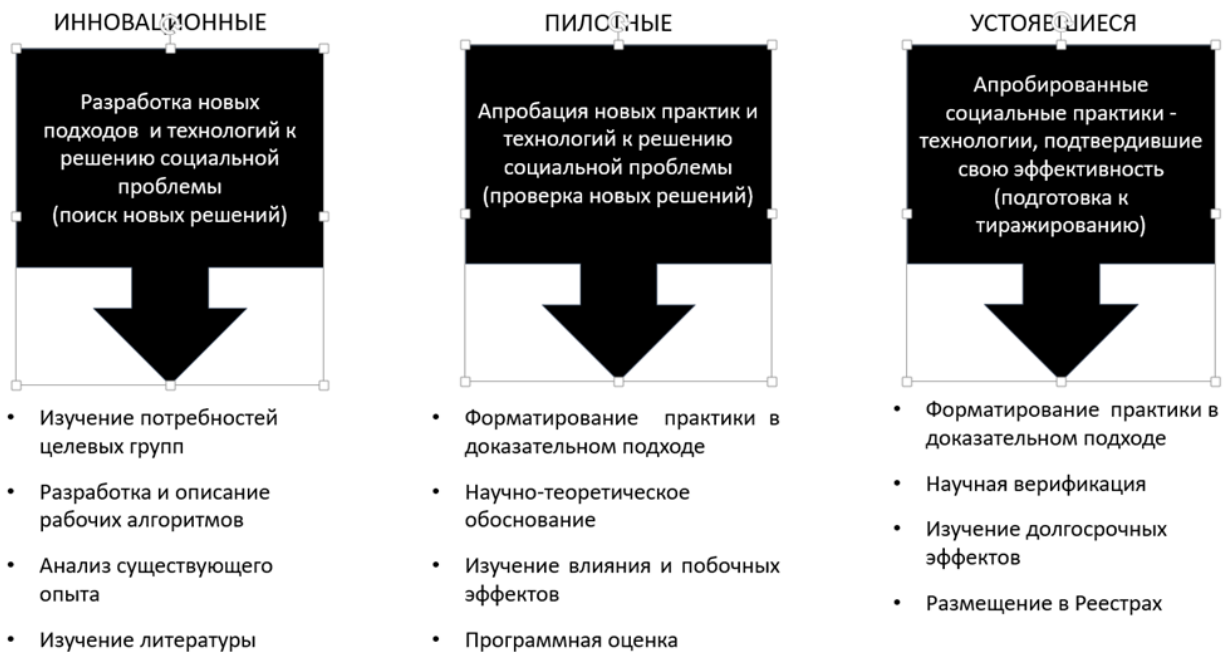 ИННОВАЦИОННЫЕ
Разработка новых
подходов и технологий к
решению социальной
проблемы
(поиск новых решений)
• Изучение потребностей
целевых групп
• Разработка и описание
рабочих алгоритмов
• Анализ существующего
опыта
• Изучение литературы
ПИЛОТНЫЕ
Апробация новых практик и
технологий к решению
социальной проблемы
(проверка новых решений)
• Форматирование практики в
доказательном подходе
• Научно-теоретическое
обоснование
• Изучение влияния и побочных
эффектов
• Программная оценка
УСТОЯВШИЕСЯ
Апробированные
социальные практики -
технологии, подтвердившие
свою эффективность
(подготовка к
тиражированию)
• Форматирование практики в
доказательном подходе
• Научная верификация
• Изучение долгосрочных
эффектов
• Размещение в Реестрах